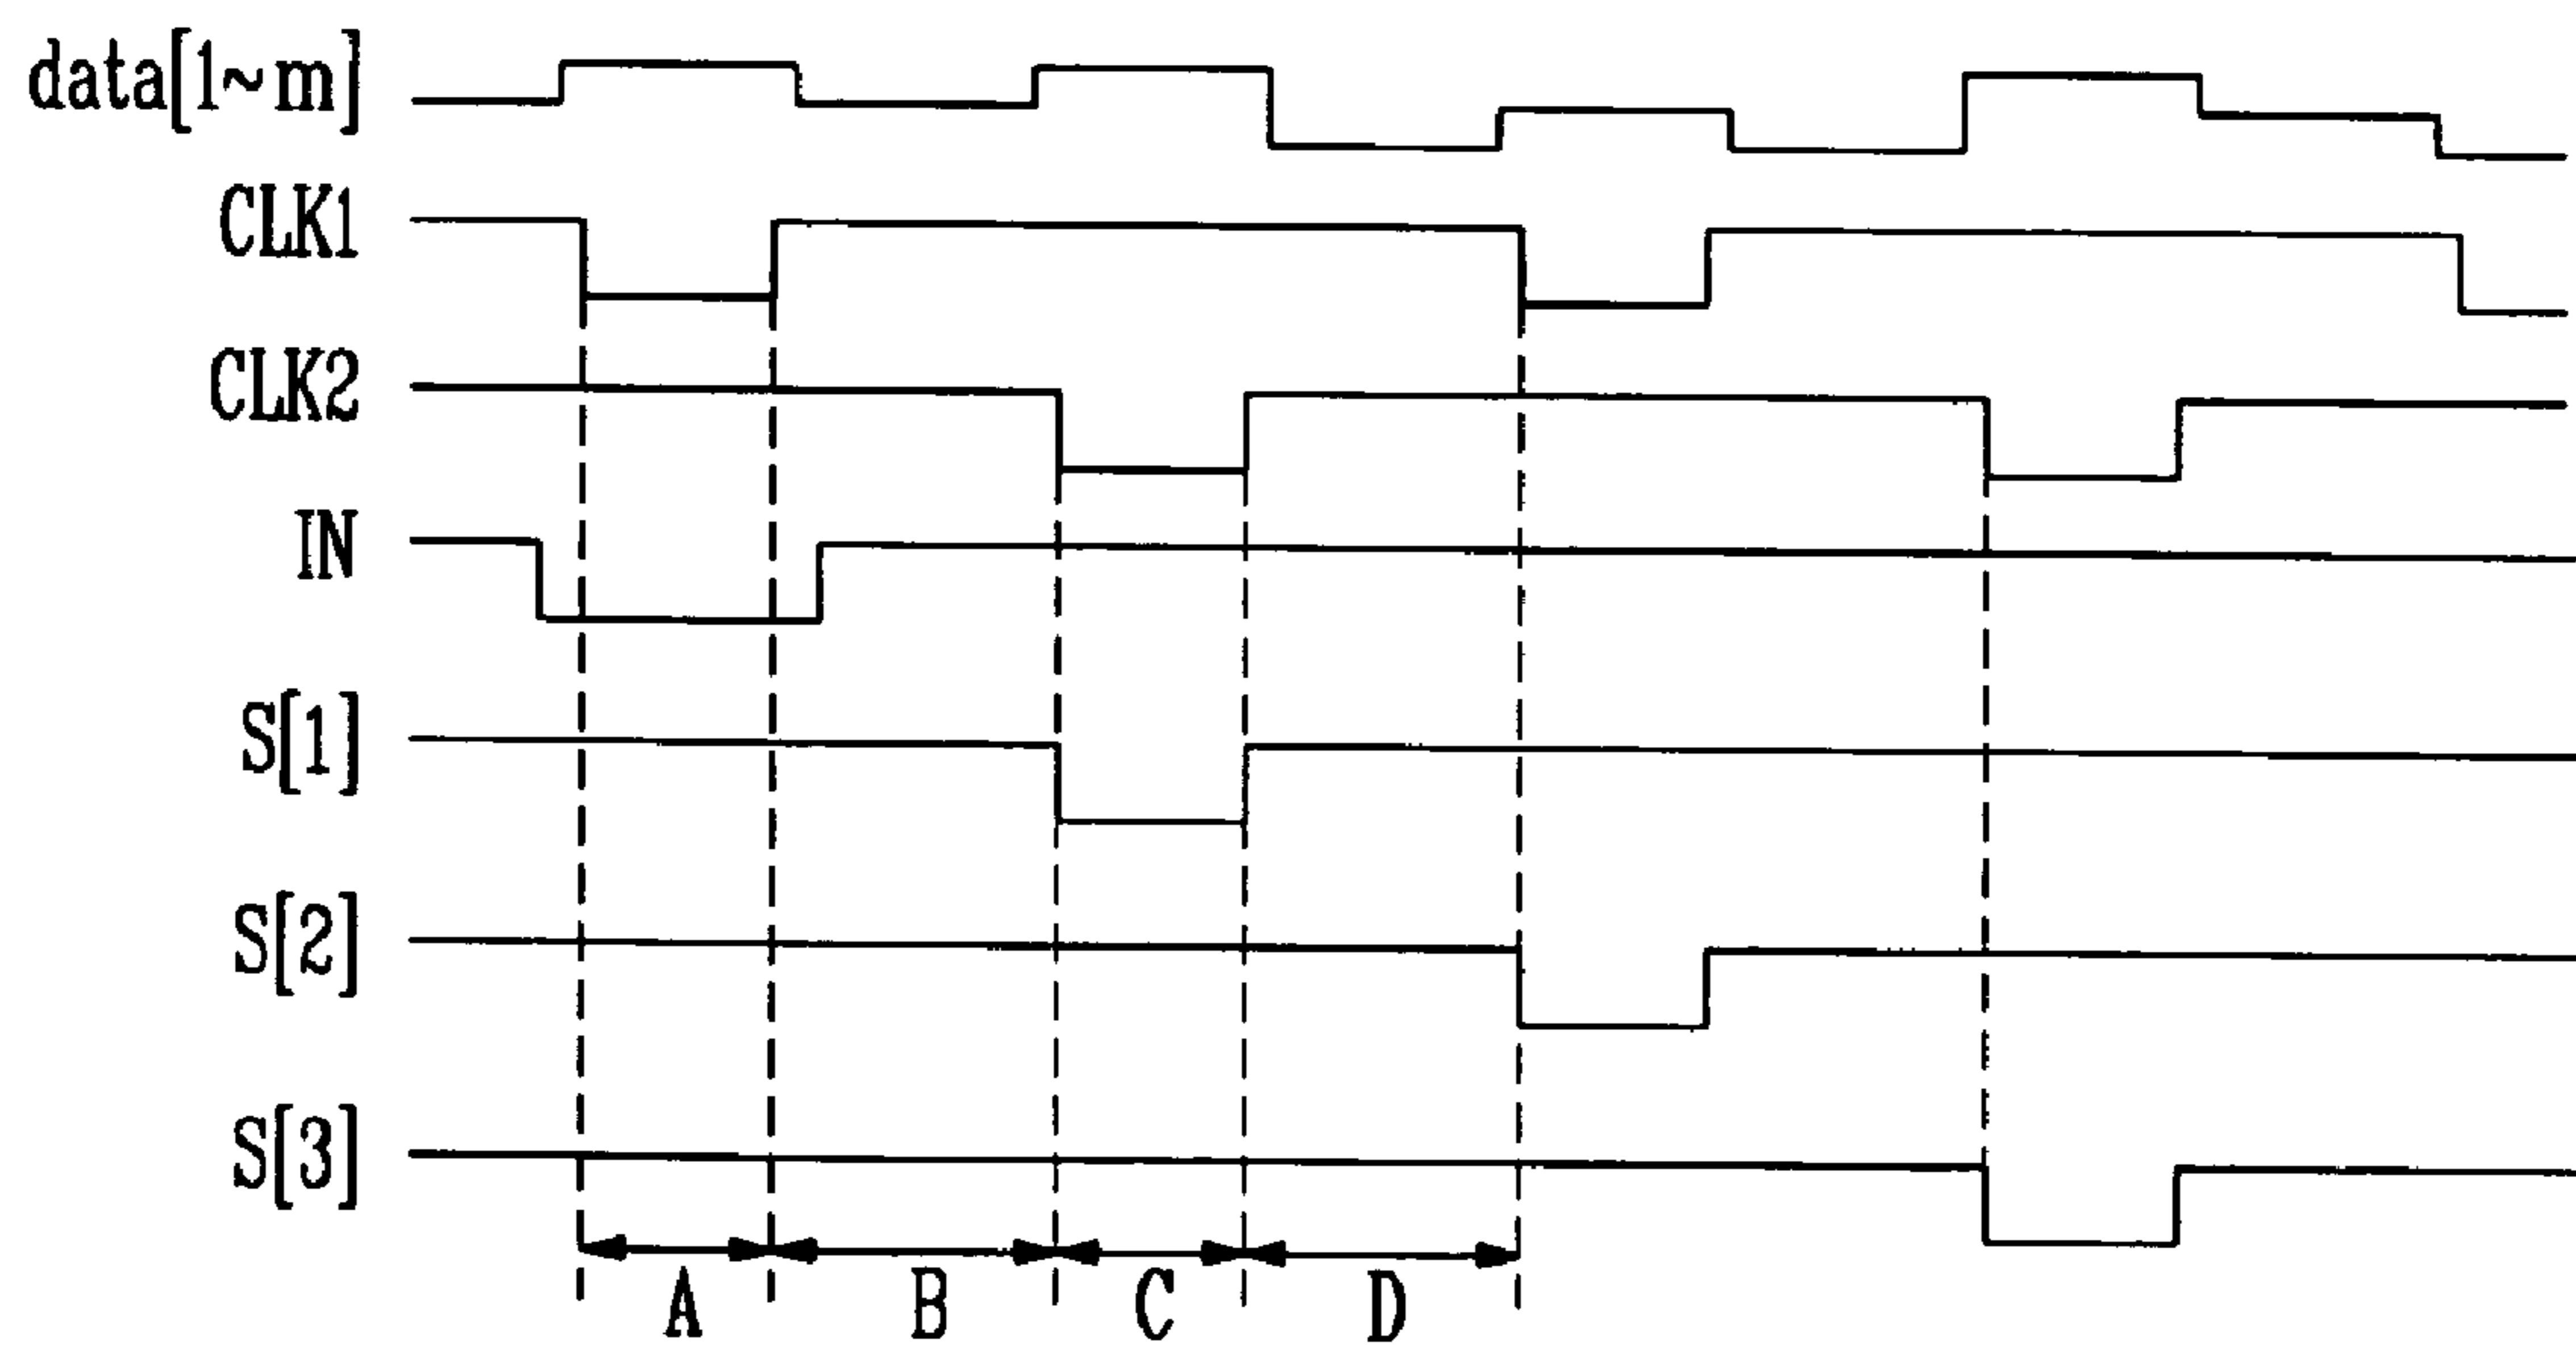 data[1~m]
CLK1
CLK2
IN
S[1]
S[2]
S[3]
A B C D